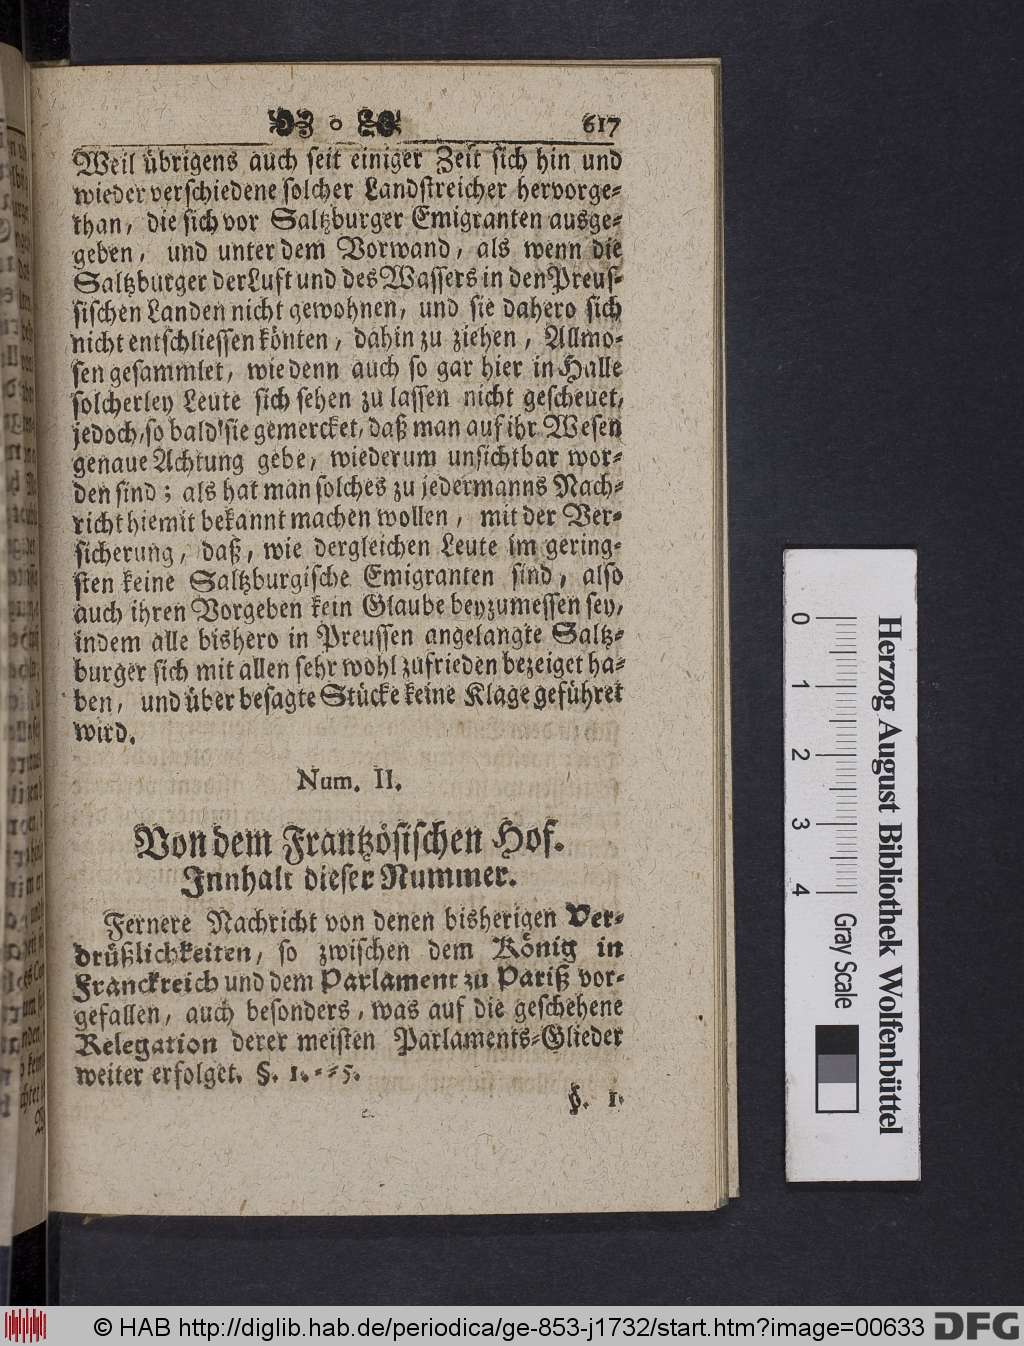 617
Weil übrigens auch seit einiger Zeit sich hin und
wieder verschiedene solcher Landstreicher hervorge-
than, die sich vor Saltzburger Emigranten ausge-
geben, und unter dem Vorwand, als wenn die
Saltzburger der Luft und des Wassers in den Preus-
sischen Landen nicht gewohnen, und sie dahero sich
nicht entschliessen könten, dahin zu ziehen, Allmo-
sen gesammlet, wie denn auch so gar hier in Halle
solcherley Leute sich sehen zu lassen nicht gescheuet,
jedoch, so bald sie gemercket, daß man auf ihr Wesen
genaue Achtung gebe, wiederum unsichtbar wor-
den sind; als hat man solches zu jedermanns Nach-
richt hiemit bekannt machen wollen, mit der Ver-
sicherung, daß, wie dergleichen Leute im gering-
sten keine Saltzburgische Emigranten sind, also
auch ihren Vorgeben kein Glaube beyzumessen sey,
indem alle bishero in Preussen angelangte Saltz-
burger sich mit allen sehr wohl zufrieden bezeiget ha-
ben, und über besagte Stücke keine Klage geführet
wird.
Num. II.
Von dem Frantzösischen Hof.
Innhalt dieser Nummer.
Fernere Nachricht von denen bisherigen Ver-
drüßlichkeiten, so zwischen dem König in
Franckreich und dem Parlament zu Pariß vor-
gefallen, auch besonders, was auf die geschehene
Relegation derer meisten Parlaments-Glieder
weiter erfolget. §. 1.--5.
§. 1.
0 1 2 3 4
Gray Scale
Herzog August Bibliothek Wolfenbüttel
© HAB http://diglib.hab.de/periodica/ge-853-j1732/start.htm?image=00633
DFG